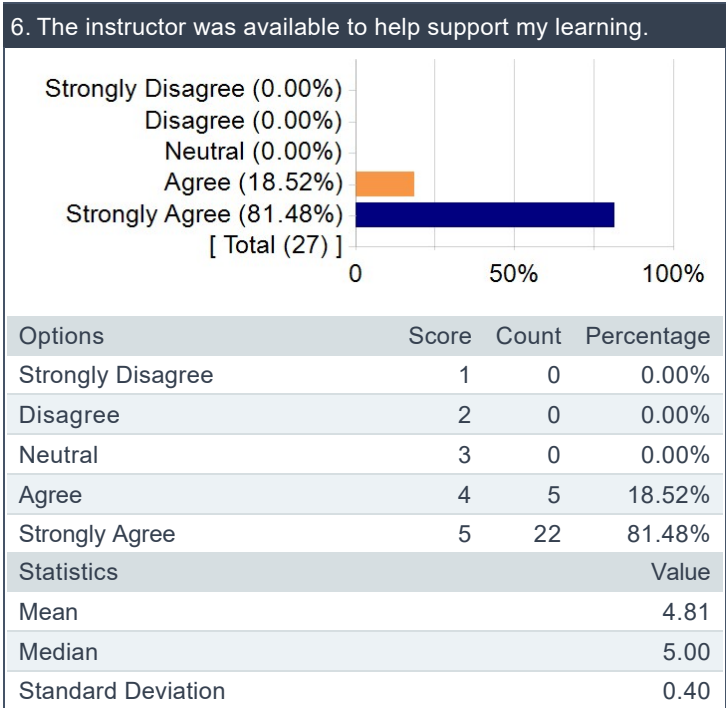 6. The instructor was available to help support my learning.
Strongly Disagree (0.00%)
Disagree (0.00%)
Neutral (0.00%)
Agree (18.52%)
Strongly Agree (81.48%)
[ Total (27) ]
0 50% 100%
Options Score Count Percentage
Strongly Disagree 1 0 0.00%
Disagree 2 0 0.00%
Neutral 3 0 0.00%
Agree 4 5 18.52%
Strongly Agree 5 22 81.48%
Statistics Value
Mean 4.81
Median 5.00
Standard Deviation 0.40